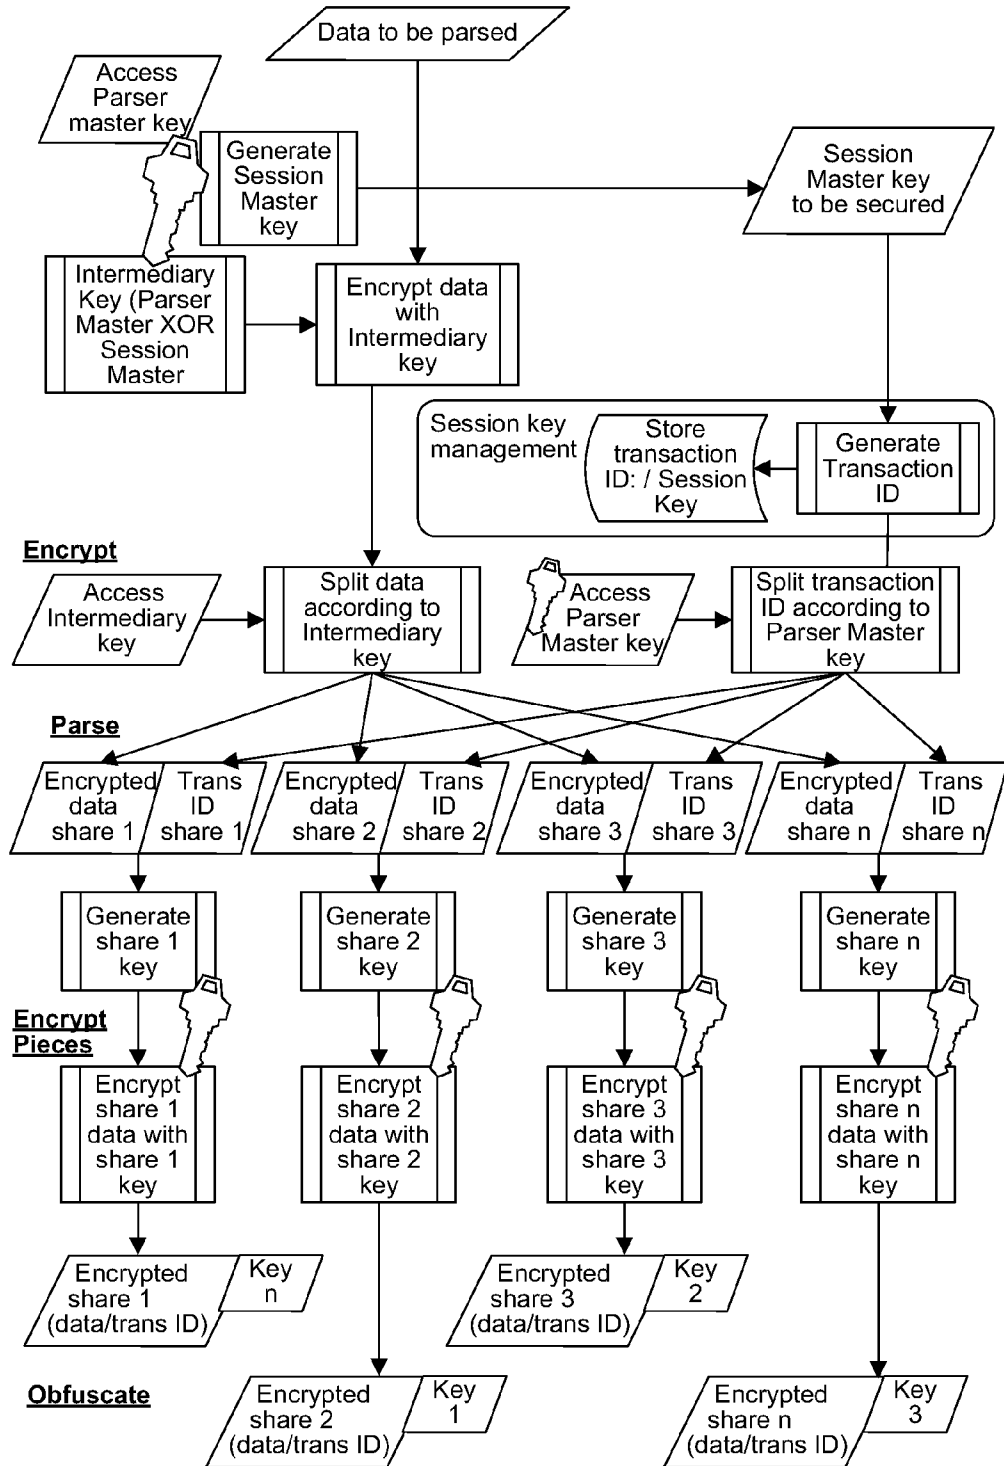 Data to be parsed
Access
Parser
master key
Generate
Session
Master
key
Session
Master key
to be secured
Intermediary
Key (Parser
Master XOR
Session
Master
Encrypt data
with
Intermediary
key
Session key
management
Store
transaction
ID: / Session
Key
Generate
Transaction
ID
Encrypt
Access
Intermediary
key
Split data
according to
Intermediary
key
Access
Parser
Master key
Split transaction
ID according to
Parser Master
key
Parse
Encrypted
data
share 1
Trans
ID
share 1
Encrypted
data
share 2
Trans
ID
share 2
Encrypted
data
share 3
Trans
ID
share 3
Encrypted
data
share n
Trans
ID
share n
Generate
share 1
key
Generate
share 2
key
Generate
share 3
key
Generate
share n
key
Encrypt
Pieces
Encrypt
share 1
data with
share 1
key
Encrypt
share 2
data with
share 2
key
Encrypt
share 3
data with
share 3
key
Encrypt
share n
data with
share n
key
Encrypted
share 1
(data/trans ID)
Key
n
Encrypted
share 3
(data/trans ID)
Key
2
Obfuscate
Encrypted
share 2
(data/trans ID)
Key
1
Encrypted
share n
(data/trans ID)
Key
3